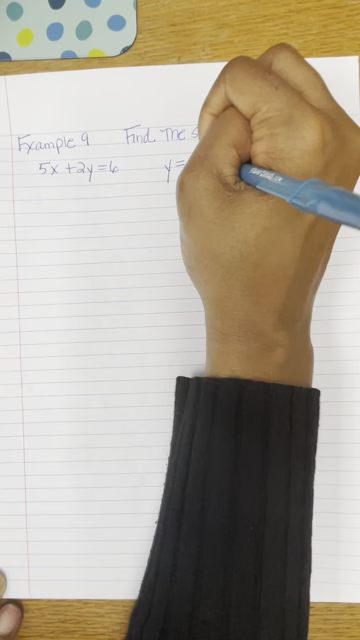 Example 9 Find The s
5x + 2y = 6 y =